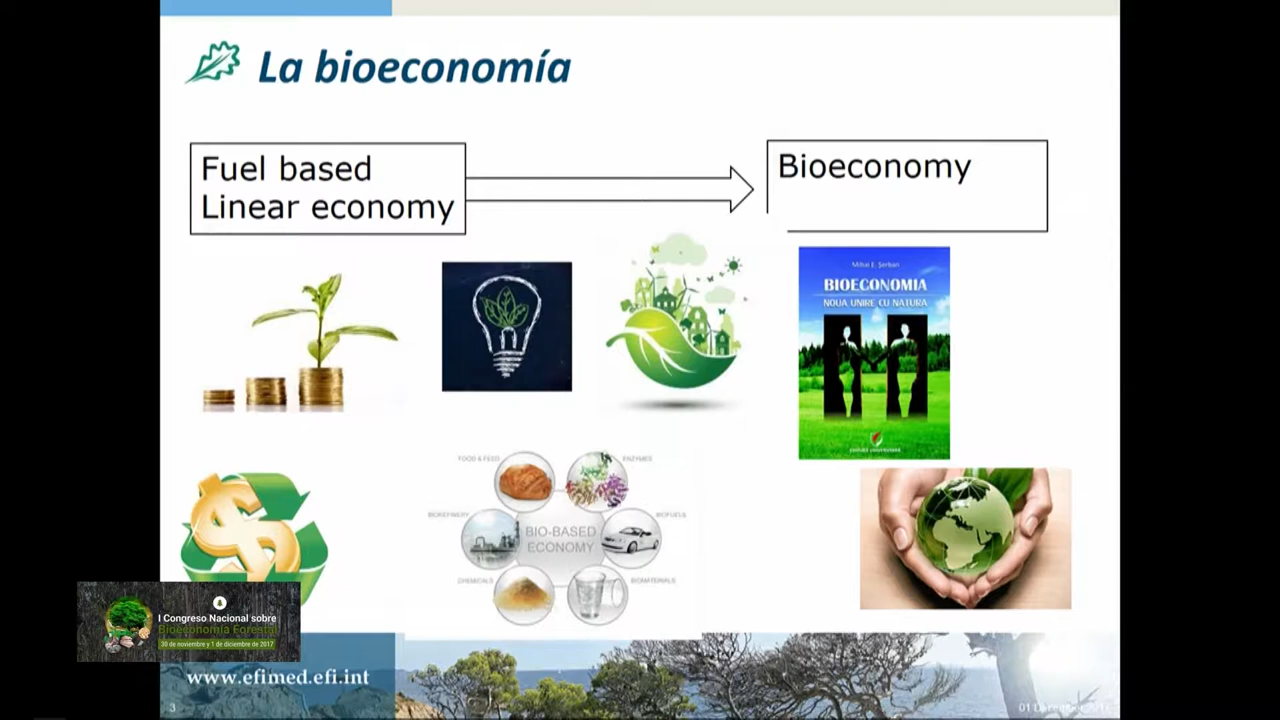 La bioeconomía
Fuel based
Linear economy
Bioeconomy
Mihai E. Șerban
BIOECONOMIA
NOUA UNIRE CU NATURA
FOOD & FEED
ENZYMES
BIOREFINERY
BIO-BASED
ECONOMY
BIOFUELS
CHEMICALS
BIOMATERIALS
I Congreso Nacional sobre
Bioeconomía Forestal
30 de noviembre y 1 de diciembre de 2017
www.efimed.efi.int
3